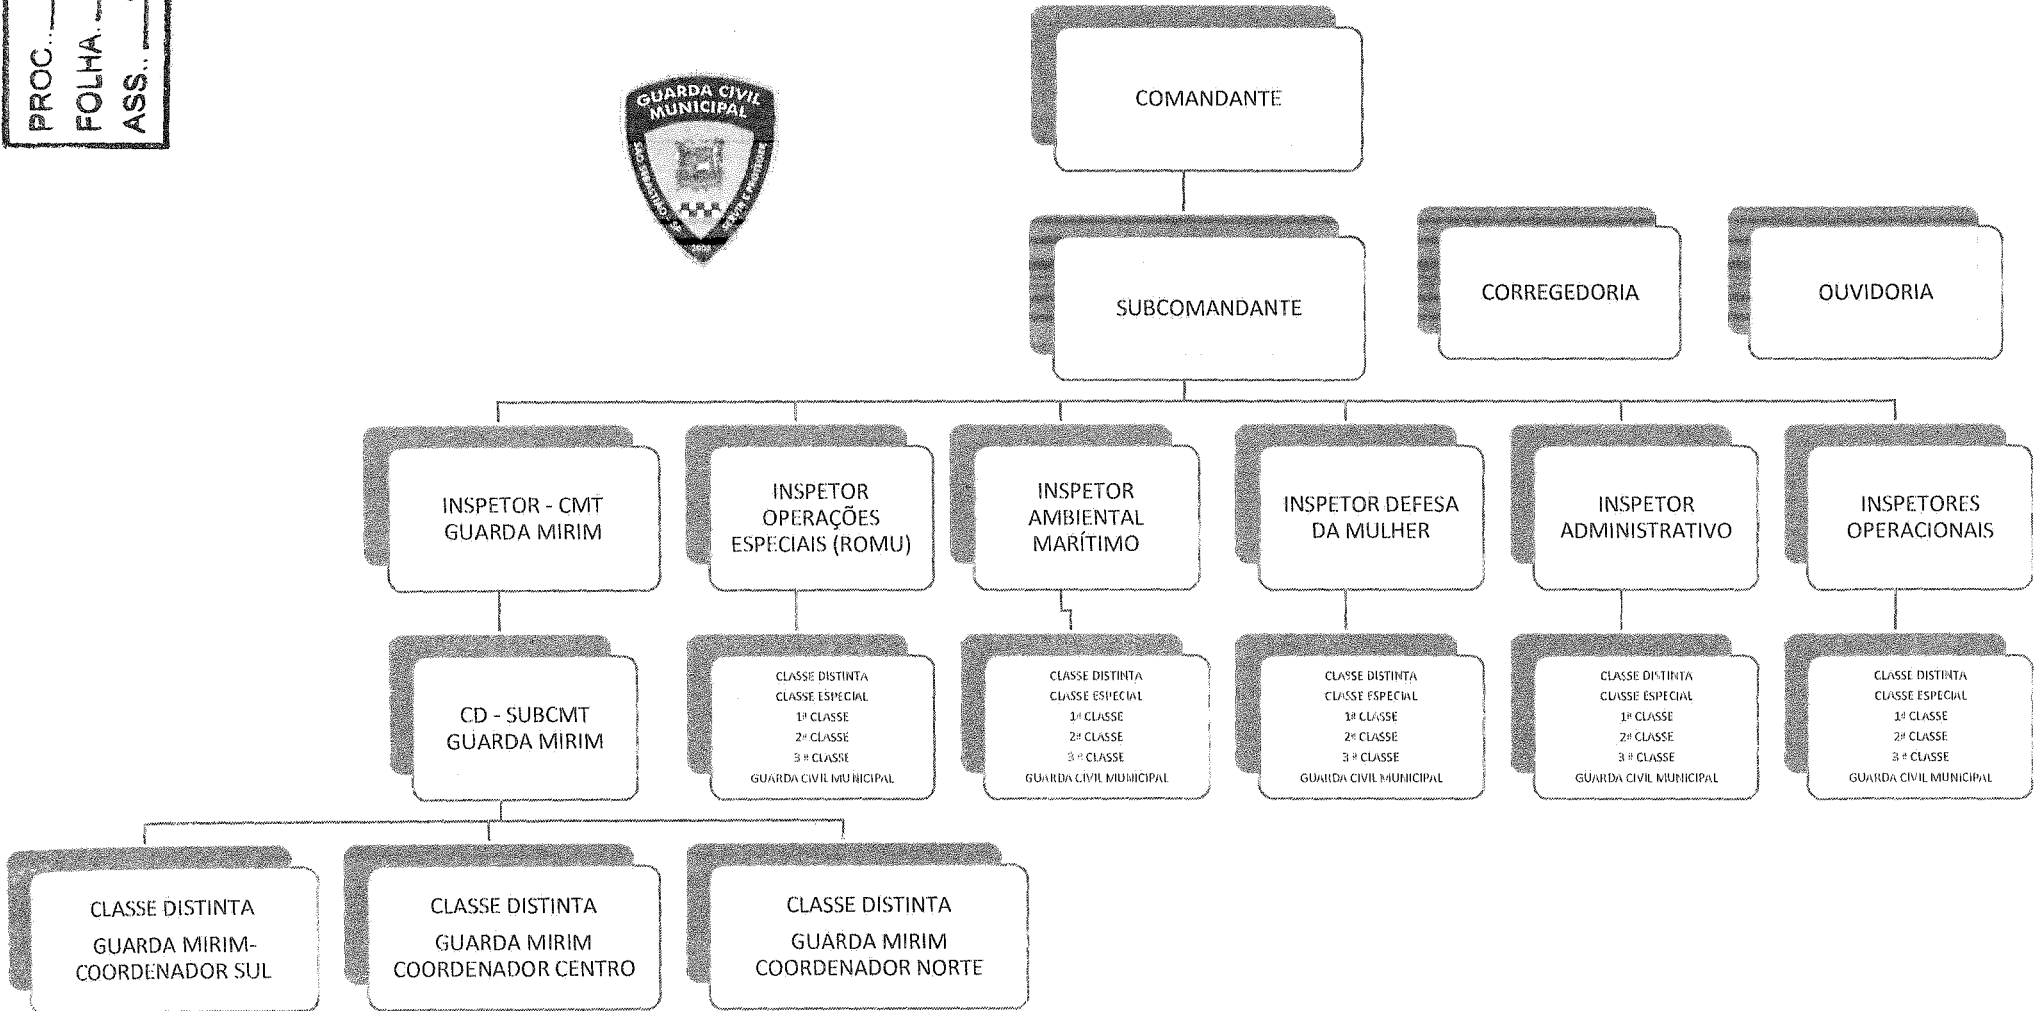 PROC..
FOLHA.
ASS..
GUARDA CIVIL
MUNICIPAL
SÃO SEBASTIÃO - SP
COMANDANTE
SUBCOMANDANTE
CORREGEDORIA
OUVIDORIA
INSPETOR - CMT
GUARDA MIRIM
INSPETOR
OPERAÇÕES
ESPECIAIS (ROMU)
INSPETOR
AMBIENTAL
MARÍTIMO
INSPETOR DEFESA
DA MULHER
INSPETOR
ADMINISTRATIVO
INSPETORES
OPERACIONAIS
CD - SUBCMT
GUARDA MIRIM
CLASSE DISTINTA
CLASSE ESPECIAL
1ª CLASSE
2ª CLASSE
3 ª CLASSE
GUARDA CIVIL MUNICIPAL
CLASSE DISTINTA
CLASSE ESPECIAL
1ª CLASSE
2ª CLASSE
3 ª CLASSE
GUARDA CIVIL MUNICIPAL
CLASSE DISTINTA
CLASSE ESPECIAL
1ª CLASSE
2ª CLASSE
3 ª CLASSE
GUARDA CIVIL MUNICIPAL
CLASSE DISTINTA
CLASSE ESPECIAL
1ª CLASSE
2ª CLASSE
3 ª CLASSE
GUARDA CIVIL MUNICIPAL
CLASSE DISTINTA
CLASSE ESPECIAL
1ª CLASSE
2ª CLASSE
3 ª CLASSE
GUARDA CIVIL MUNICIPAL
CLASSE DISTINTA
GUARDA MIRIM-
COORDENADOR SUL
CLASSE DISTINTA
GUARDA MIRIM
COORDENADOR CENTRO
CLASSE DISTINTA
GUARDA MIRIM
COORDENADOR NORTE